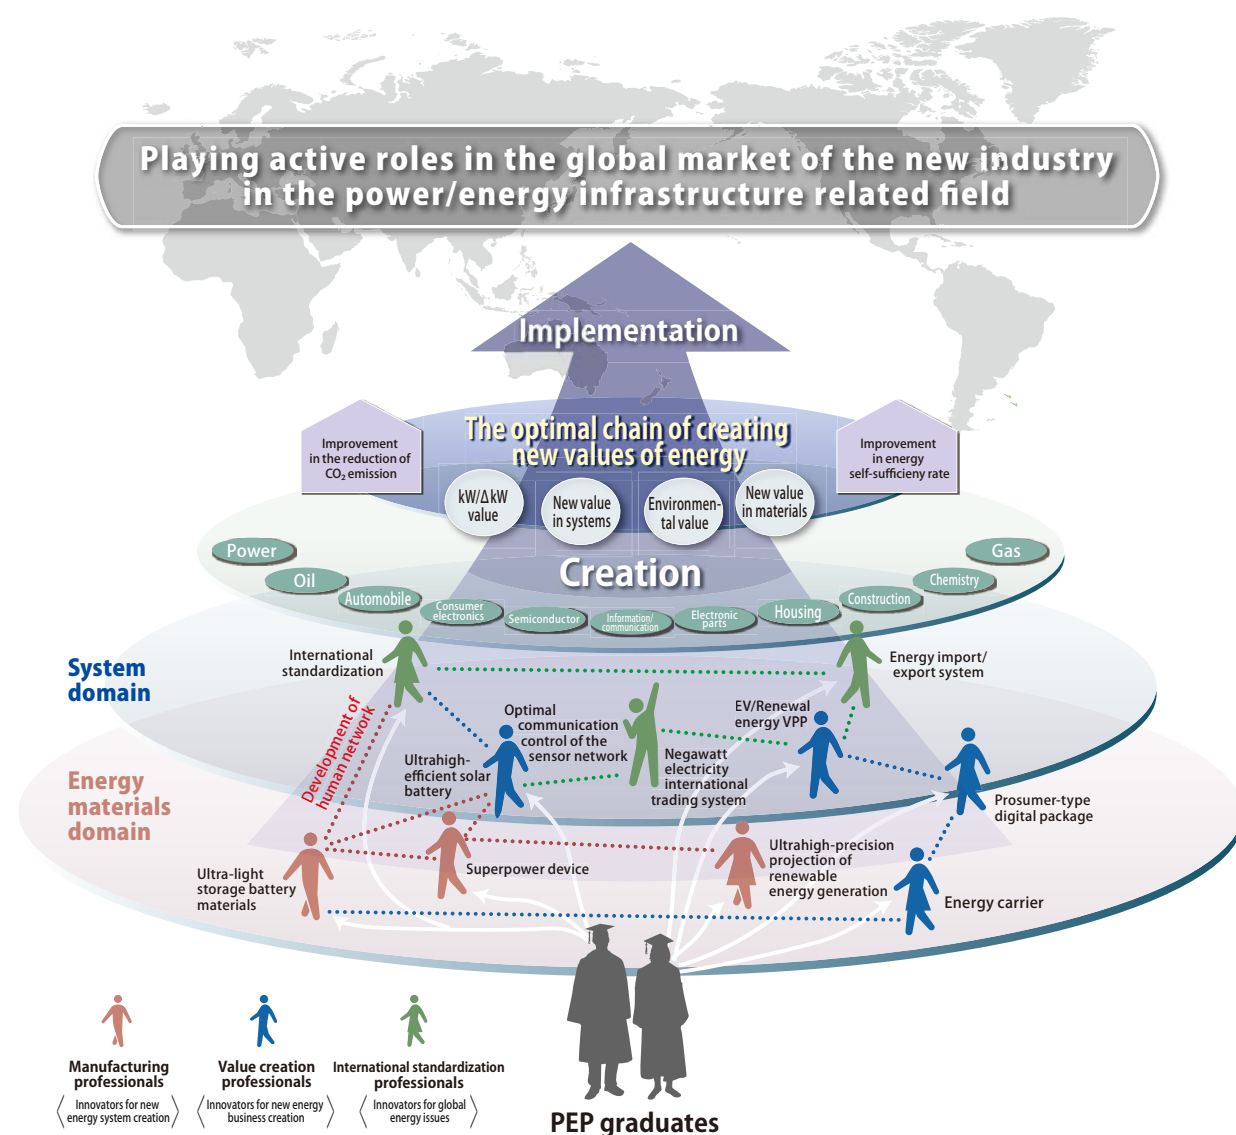 Playing active roles in the global market of the new industry
in the power/energy infrastructure related field
Implementation
The optimal chain of creating
new values of energy
Improvement
in the reduction of
CO₂ emission
Improvement
in energy
self-sufficieny rate
kW/ΔkW
value
New value
in systems
Environmen-
tal value
New value
in materials
Creation
Power
Oil
Automobile
Consumer
electronics
Semiconductor
Information/
communication
Electronic
parts
Housing
Construction
Chemistry
Gas
System
domain
International
standardization
Energy import/
export system
Development of
human network
Optimal
communication
control of the
sensor network
EV/Renewal
energy VPP
Ultrahigh-
efficient solar
battery
Negawatt
electricity
international
trading system
Prosumer-type
digital package
Energy
materials
domain
Ultra-light
storage battery
materials
Superpower device
Ultrahigh-precision
projection of
renewable
energy generation
Energy carrier
Manufacturing
professionals
Innovators for new
energy system creation
Value creation
professionals
Innovators for new energy
business creation
International standardization
professionals
Innovators for global
energy issues
PEP graduates